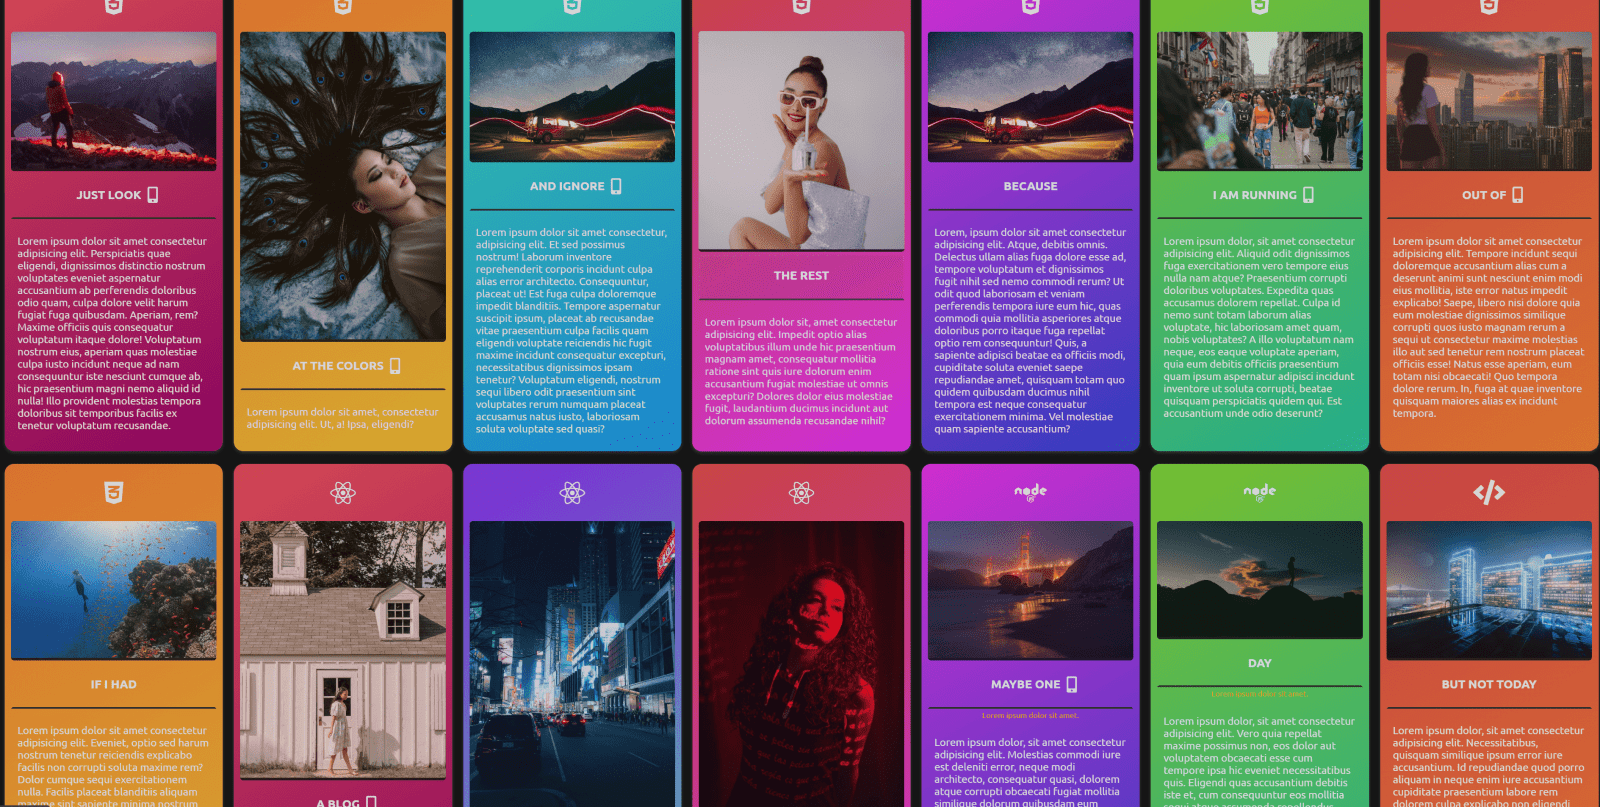 JUST LOOK
Lorem ipsum dolor sit amet consectetur
adipisicing elit. Perspiciatis quae
eligendi, dignissimos distinctio nostrum
voluptates eveniet aspernatur
accusantium ab perferendis doloribus
odio quam, culpa dolore velit harum
fugiat fuga quibusdam. Aperiam, rem?
Maxime officiis quis consequatur
voluptatum itaque dolore! Voluptatum
nostrum eius, aperiam quas molestiae
culpa iusto incidunt neque ad nam
consequuntur iste nesciunt cumque ab,
hic praesentium magni nemo aliquid id
nulla! Illo provident molestias tempora
doloribus sit temporibus facilis ex
tenetur voluptatum recusandae.
AT THE COLORS
Lorem ipsum dolor sit amet, consectetur
adipisicing elit. Ut, a! Ipsa, eligendi?
AND IGNORE
Lorem ipsum dolor sit amet consectetur,
adipisicing elit. Et sed possimus
nostrum! Laborum inventore
reprehenderit corporis incidunt culpa
alias error architecto. Consequuntur,
placeat ut! Est fuga culpa doloremque
impedit blanditiis. Tempore aspernatur
suscipit ipsum, placeat ab recusandae
vitae praesentium culpa facilis quam
eligendi voluptate reiciendis hic fugit
maxime incidunt consequatur excepturi,
necessitatibus dignissimos ipsam
tenetur? Voluptatum eligendi, nostrum
sequi libero odit praesentium sint
voluptates rerum numquam placeat
accusamus natus iusto, laboriosam
soluta voluptate sed quasi?
THE REST
Lorem ipsum dolor sit, amet consectetur
adipisicing elit. Impedit optio alias
voluptatibus illum unde hic praesentium
magnam amet, consequatur mollitia
ratione sint quis iure dolorum enim
accusantium fugiat molestiae ut omnis
excepturi? Dolores dolor eius molestiae
fugit, laudantium ducimus incidunt aut
dolorum assumenda recusandae nihil?
BECAUSE
Lorem, ipsum dolor sit amet consectetur
adipisicing elit. Atque, debitis omnis.
Delectus ullam alias fuga dolore esse ad,
tempore voluptatum et dignissimos
fugit nihil sed nemo commodi rerum? Ut
odit quod laboriosam et veniam
perferendis tempora iure eum hic, quas
commodi quia mollitia asperiores atque
doloribus porro itaque fuga repellat
optio rem consequuntur! Quis, a
sapiente adipisci beatae ea officiis modi,
cupiditate soluta eveniet saepe
repudiandae amet, quisquam totam quo
quidem quibusdam ducimus nihil
tempora est neque consequatur
exercitationem minima. Vel molestiae
quam sapiente accusantium?
I AM RUNNING
Lorem ipsum dolor, sit amet consectetur
adipisicing elit. Aliquid odit dignissimos
fuga exercitationem vero tempore eius
nulla nam atque? Praesentium corrupti
doloribus voluptates. Expedita quas
accusamus dolorem repellat. Culpa id
nemo sunt totam laborum alias
voluptate, hic laboriosam amet quam,
nobis voluptates? A illo voluptatum nam
neque, eos eaque voluptate aperiam,
quia eum debitis officiis praesentium
quam ipsum aspernatur adipisci incidunt
inventore ut soluta corrupti, beatae
quisquam perspiciatis quidem qui. Est
accusantium unde odio deserunt?
OUT OF
Lorem ipsum dolor, sit amet consectetur
adipisicing elit. Tempore incidunt sequi
doloremque accusantium alias cum a
deserunt animi sunt nesciunt enim modi
eius mollitia, iste error natus impedit
explicabo! Saepe, libero nisi dolore quia
eum molestiae dignissimos similique
corrupti quos iusto magnam rerum a
sequi ut consectetur maxime molestias
illo aut sed tenetur rem nostrum placeat
officiis esse! Natus esse aperiam, eum
totam nisi obcaecati! Quo tempora
dolore rerum. In, fuga at quae inventore
quisquam maiores alias ex incidunt
tempora.
IF I HAD
Lorem ipsum dolor sit amet consectetur
adipisicing elit. Eveniet, optio sed harum
nostrum tenetur reiciendis explicabo
facilis non corrupti soluta maxime rem?
Dolor cumque sequi exercitationem
nulla. Facilis placeat blanditiis aliquam
maxime sint sapiente minima nostrum
A BLOG
node
MAYBE ONE
Lorem ipsum dolor sit amet.
Lorem ipsum dolor, sit amet consectetur
adipisicing elit. Molestias commodi iure
est deleniti error, neque modi
architecto, consequatur quasi, dolorem
atque corrupti obcaecati fugiat mollitia
similique dolorum quibusdam eum
node
DAY
Lorem ipsum dolor sit amet.
Lorem ipsum dolor, sit amet consectetur
adipisicing elit. Vero quia repellat
maxime possimus non, eos dolor aut
voluptatem obcaecati esse cum
tempore ipsa hic eveniet necessitatibus
quis. Eligendi quas accusantium debitis
iste et, cum consequuntur eos mollitia
BUT NOT TODAY
Lorem ipsum dolor sit amet consectetur
adipisicing elit. Necessitatibus,
quisquam similique ipsum error iure
accusantium. Id repudiandae quod porro
aliquam in neque enim iure accusantium
cupiditate praesentium labore rem
dolorum culpa explicabo non eligendi